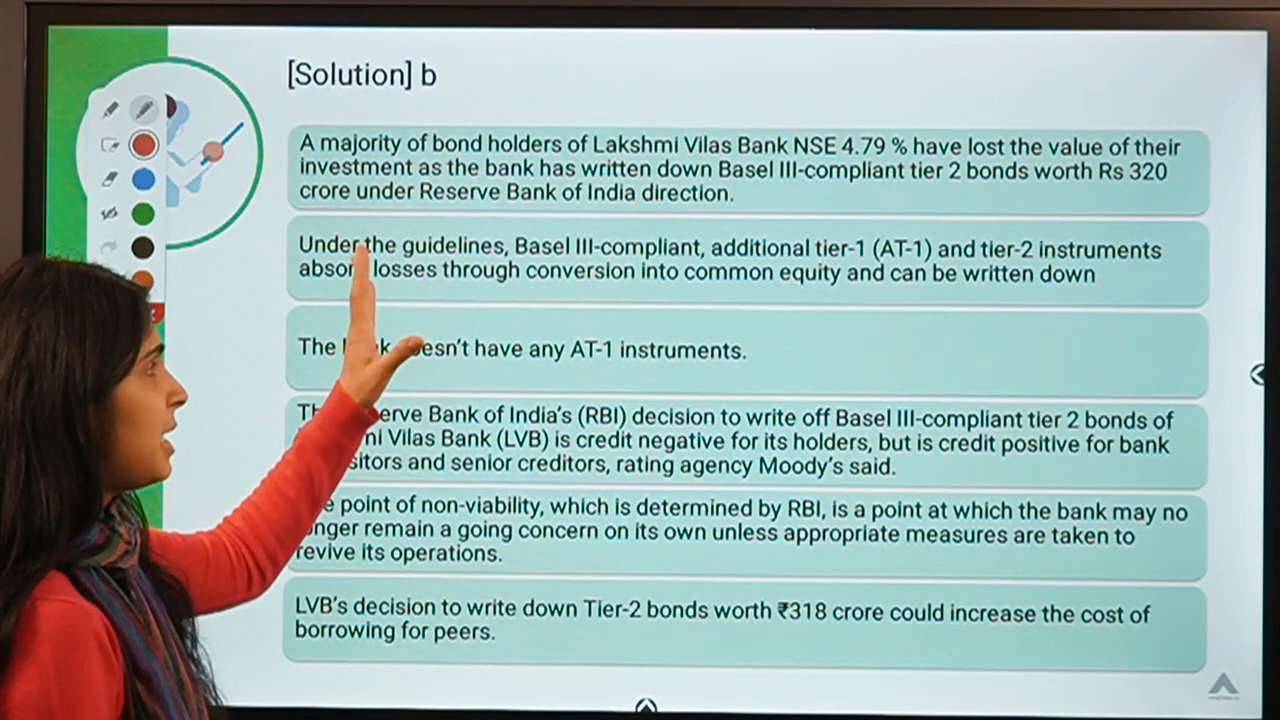 [Solution] b
A majority of bond holders of Lakshmi Vilas Bank NSE 4.79 % have lost the value of their
investment as the bank has written down Basel III-compliant tier 2 bonds worth Rs 320
crore under Reserve Bank of India direction.
Under the guidelines, Basel III-compliant, additional tier-1 (AT-1) and tier-2 instruments
absor losses through conversion into common equity and can be written down
The k esn't have any AT-1 instruments.
Th erve Bank of India's (RBI) decision to write off Basel III-compliant tier 2 bonds of
mi Vilas Bank (LVB) is credit negative for its holders, but is credit positive for bank
sitors and senior creditors, rating agency Moody's said.
e point of non-viability, which is determined by RBI, is a point at which the bank may no
nger remain a going concern on its own unless appropriate measures are taken to
revive its operations.
LVB's decision to write down Tier-2 bonds worth ₹318 crore could increase the cost of
borrowing for peers.